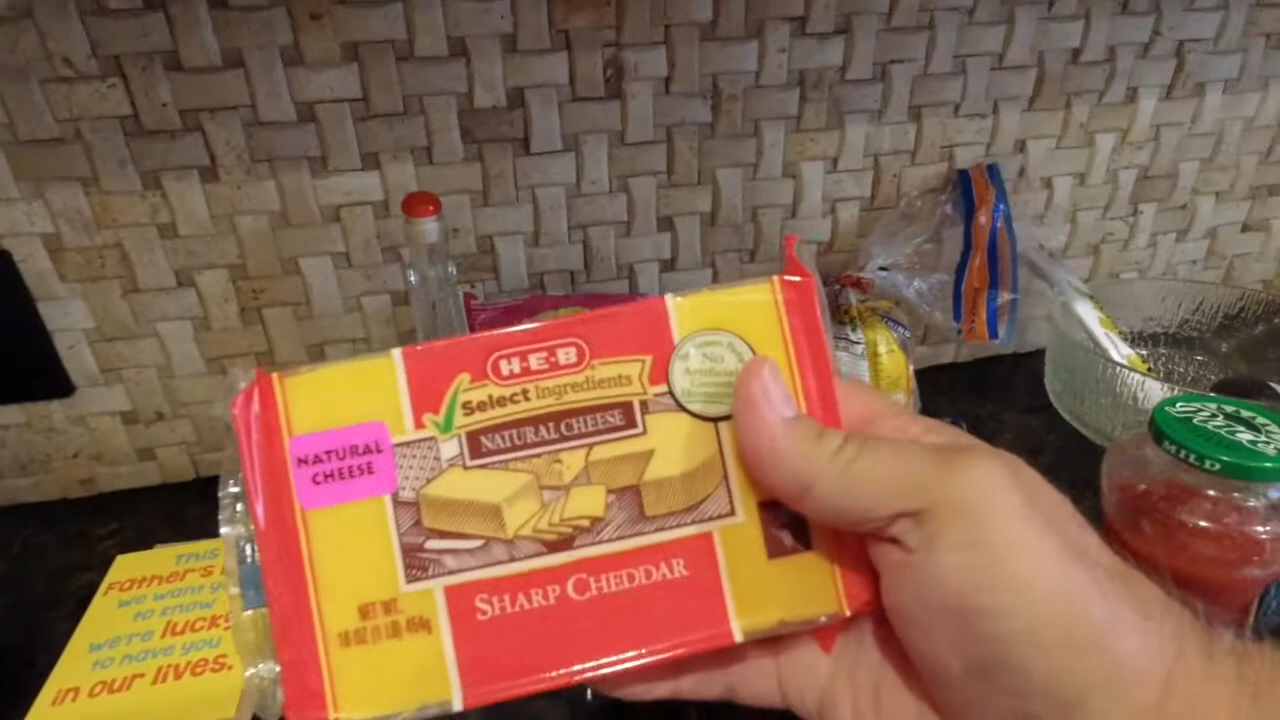 H-E-B
Select Ingredients
NATURAL CHEESE
No
Artificial
NATURAL
CHEESE
SHARP CHEDDAR
NET WT.
16 OZ (1 LB) 454g
This
Father's
we want
to know
we're lucky
to have you
in our lives.
MILD